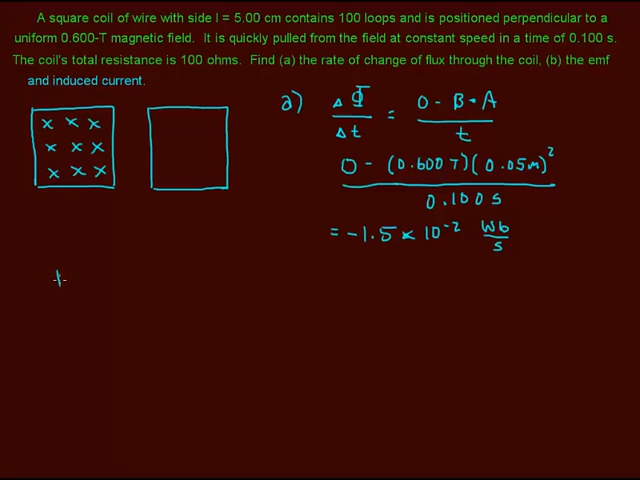 A square coil of wire with side l = 5.00 cm contains 100 loops and is positioned perpendicular to a
uniform 0.600-T magnetic field. It is quickly pulled from the field at constant speed in a time of 0.100 s.
The coil's total resistance is 100 ohms. Find (a) the rate of change of flux through the coil, (b) the emf
and induced current.
a) ΔΦ/Δt = 0 - B • A / t
x x x
x x x
x x x
0 - (0.600 T)(0.05m)² / 0.100 s
= -1.5 × 10⁻² Wb/s